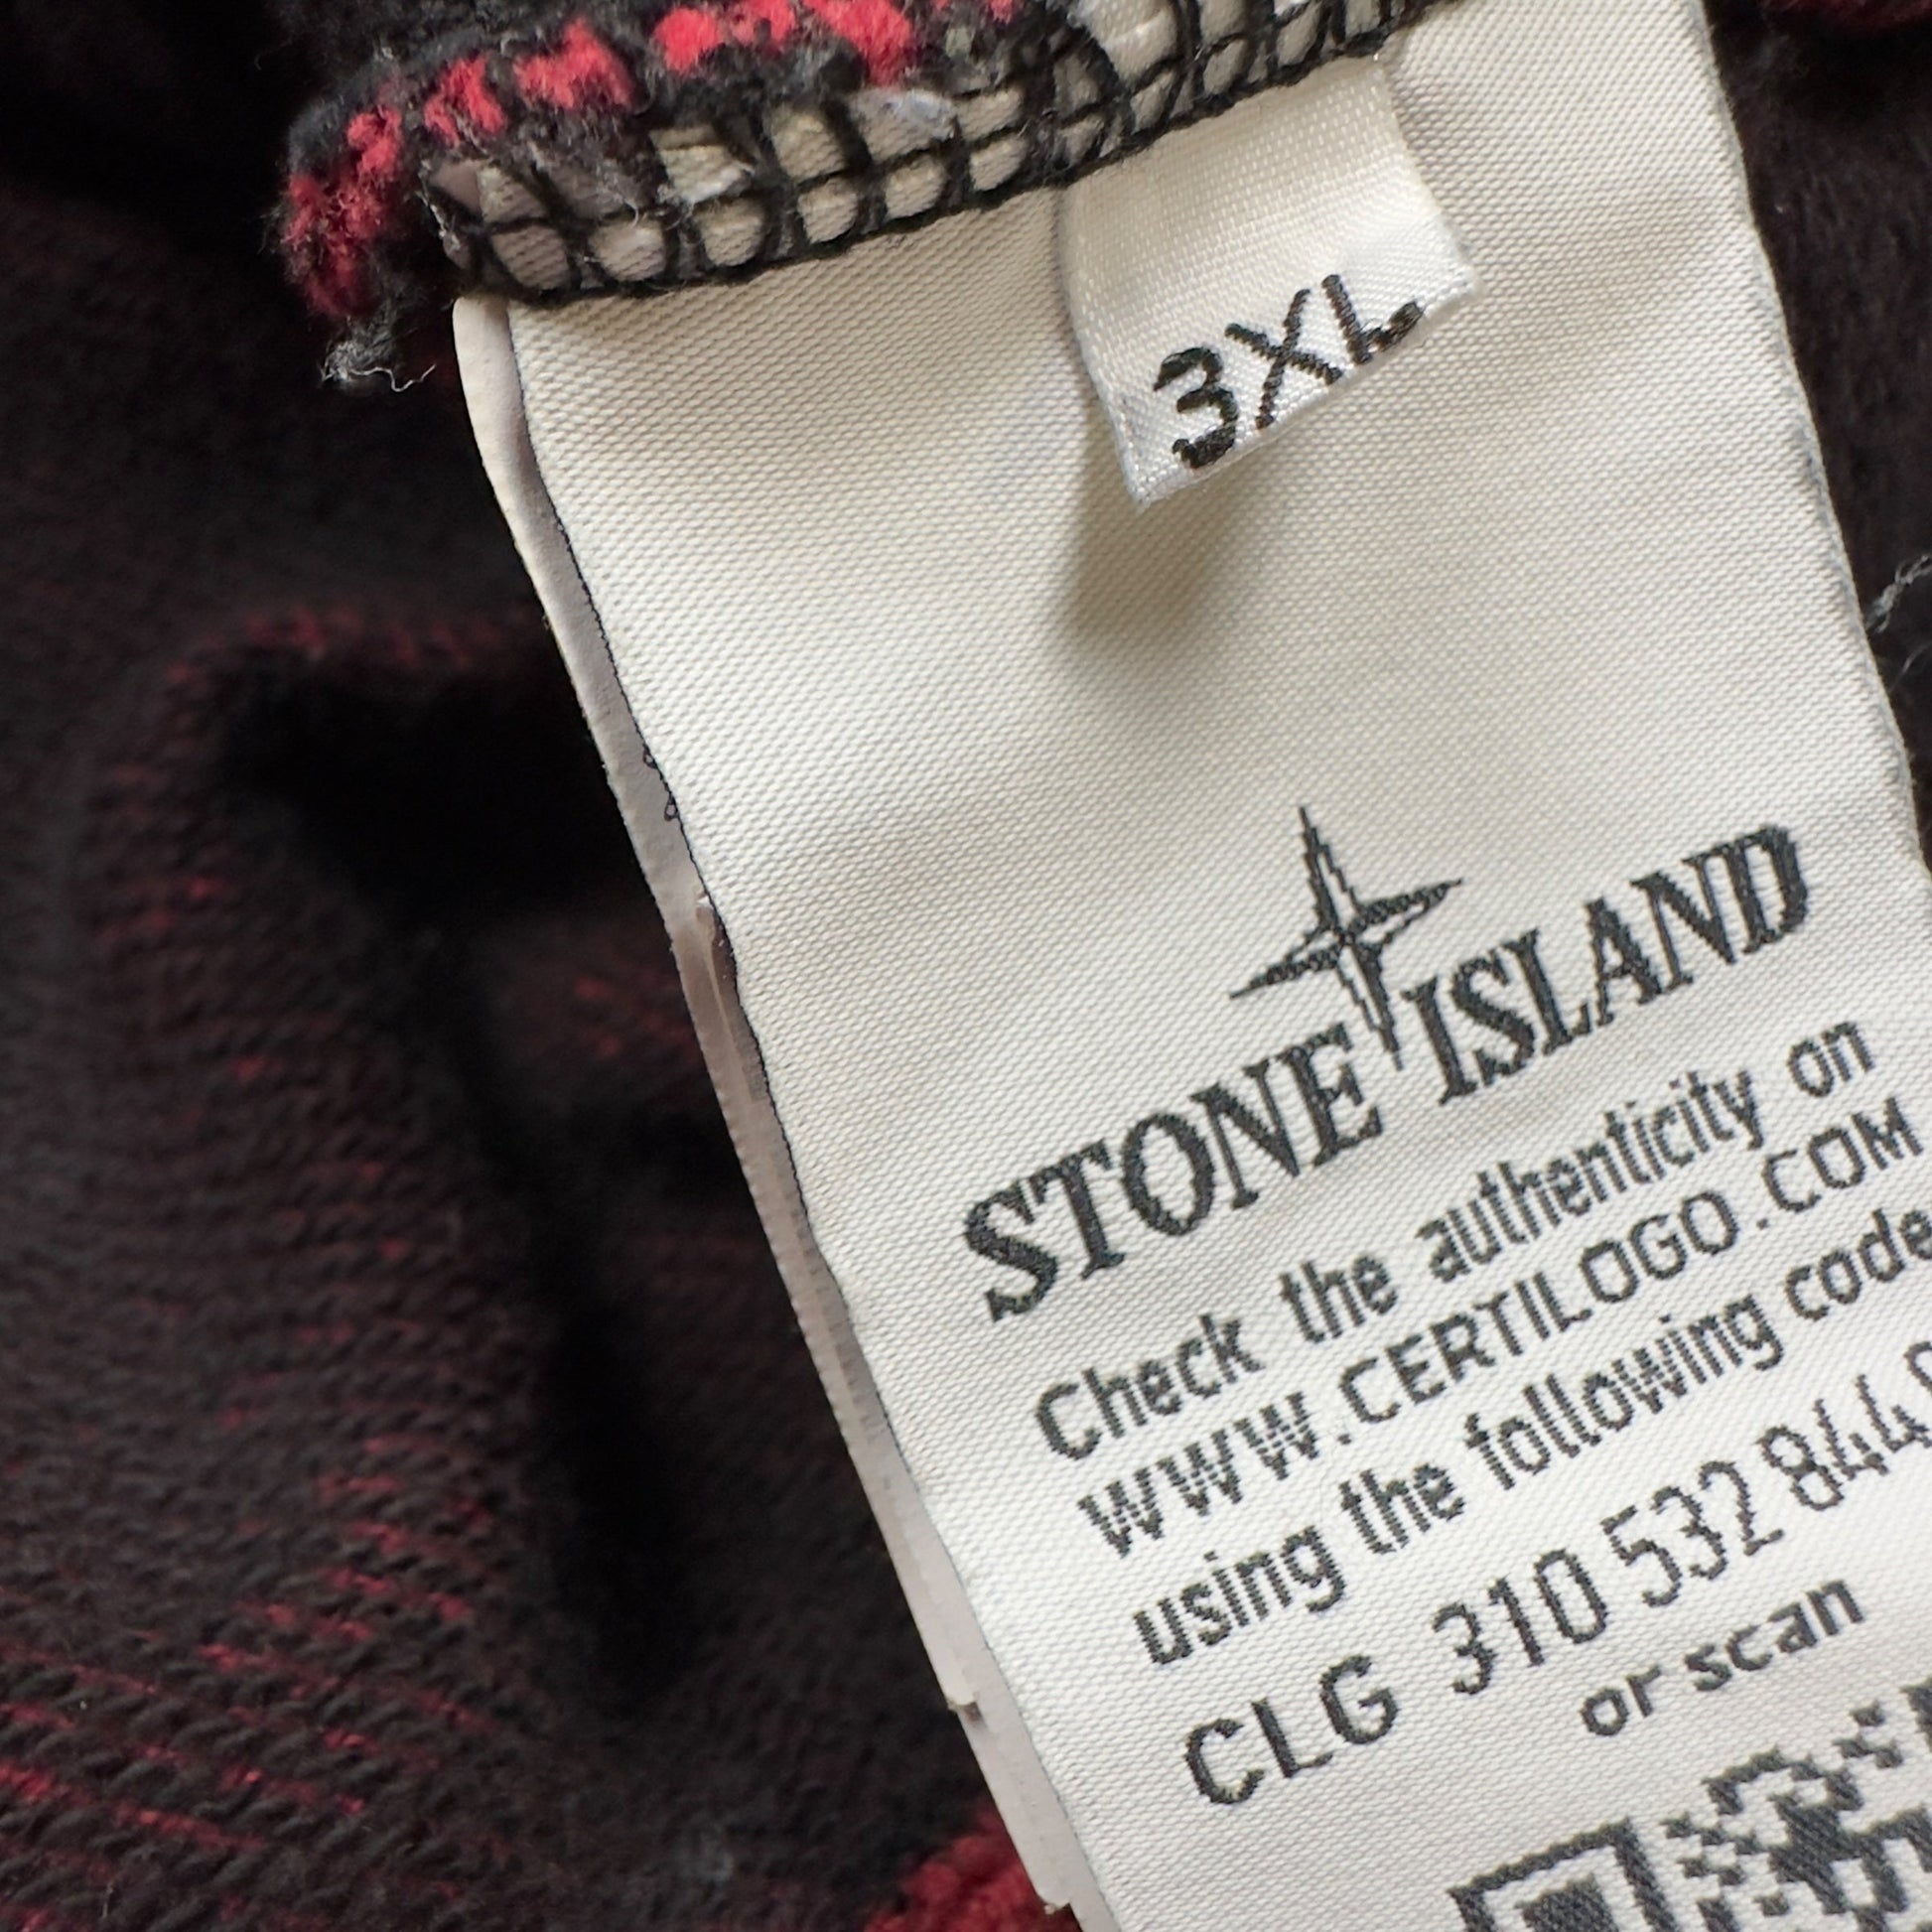 3XL
STONE ISLAND
Check the authenticity on
WWW.CERTILOGO.COM
using the following code
CLG 310 532 844
or scan